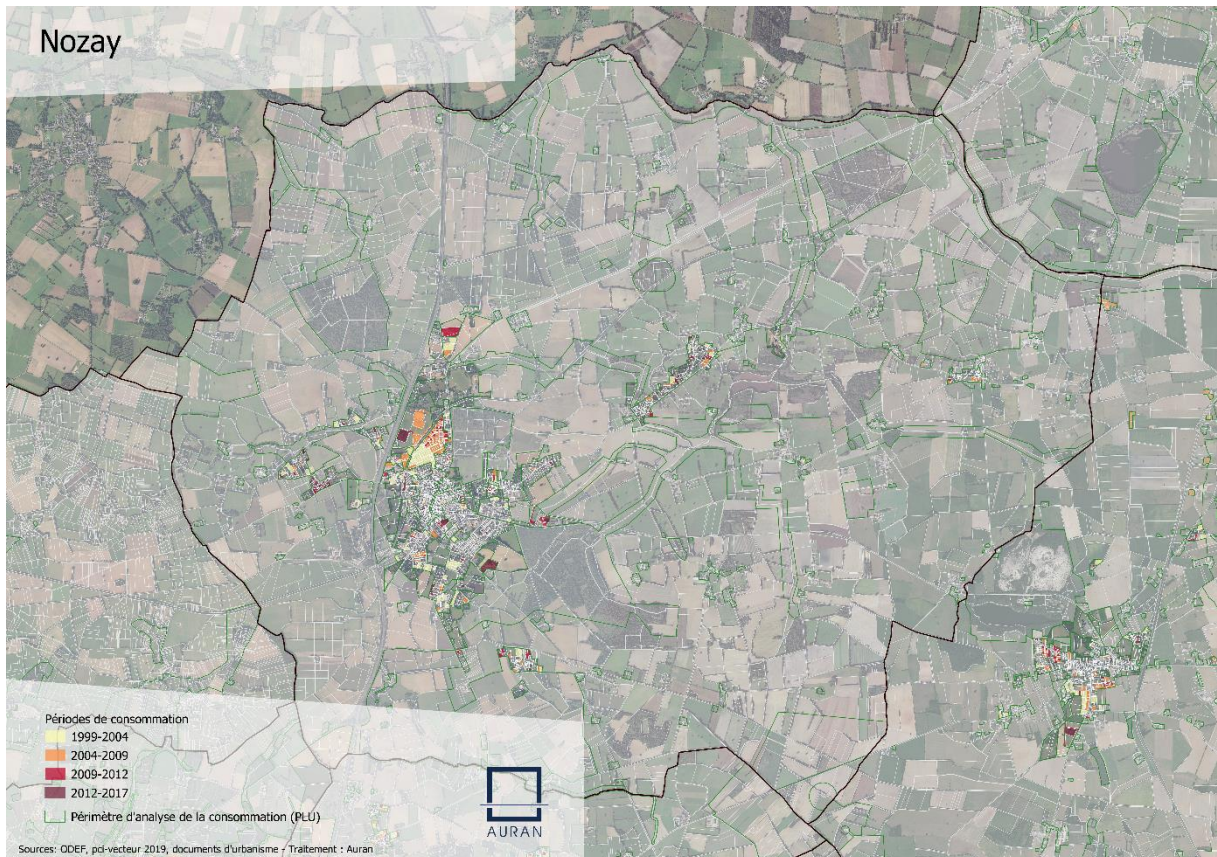 Nozay
Périodes de consommation
1999-2004
2004-2009
2009-2012
2012-2017
Périmètre d'analyse de la consommation (PLU)
AURAN
Sources: ODEF, pci-vecteur 2019, documents d'urbanisme - Traitement : Auran